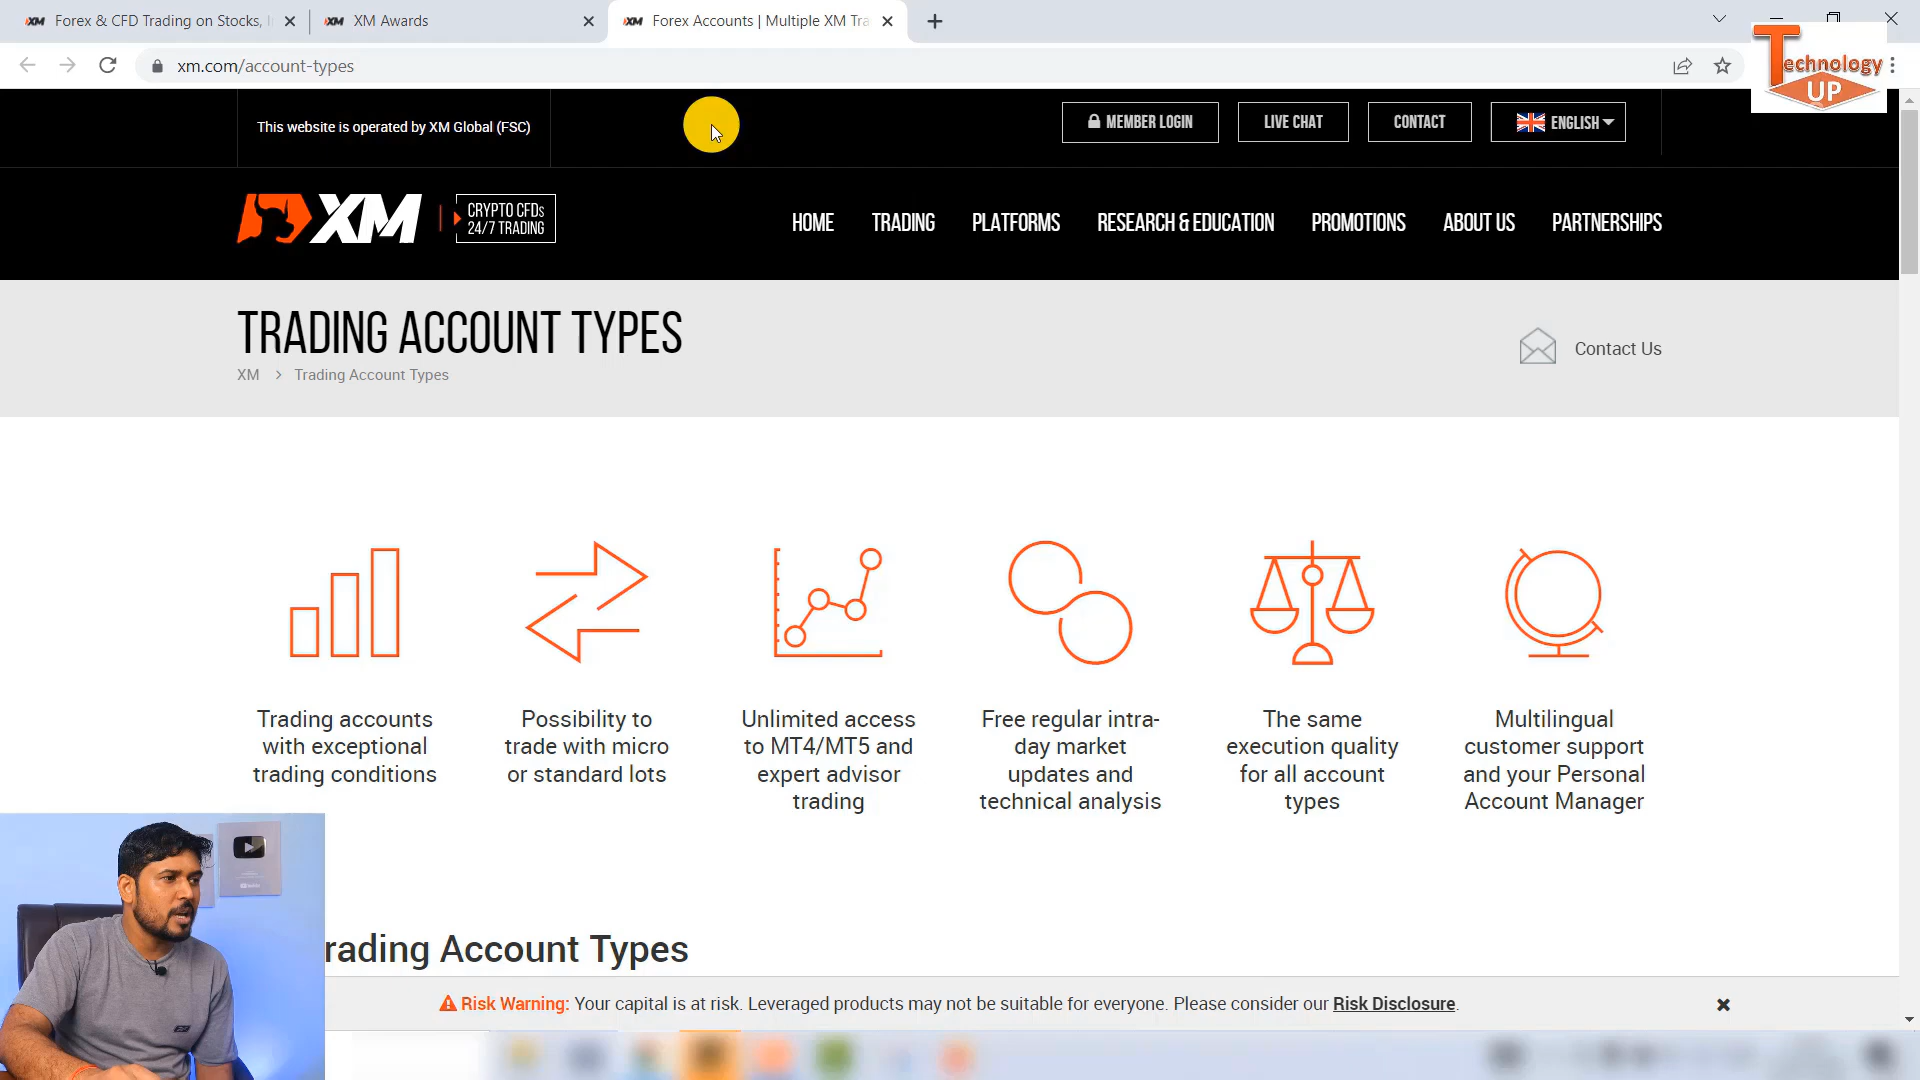 Forex & CFD Trading on Stocks,
XM Awards
Forex Accounts | Multiple XM Tra
xm.com/account-types
Technology
UP
This website is operated by XM Global (FSC)
MEMBER LOGIN
LIVE CHAT
CONTACT
ENGLISH
XM
CRYPTO CFDs
24/7 TRADING
HOME
TRADING
PLATFORMS
RESEARCH & EDUCATION
PROMOTIONS
ABOUT US
PARTNERSHIPS
TRADING ACCOUNT TYPES
XM > Trading Account Types
Contact Us
Trading accounts
with exceptional
trading conditions
Possibility to
trade with micro
or standard lots
Unlimited access
to MT4/MT5 and
expert advisor
trading
Free regular intra-
day market
updates and
technical analysis
The same
execution quality
for all account
types
Multilingual
customer support
and your Personal
Account Manager
rading Account Types
Risk Warning: Your capital is at risk. Leveraged products may not be suitable for everyone. Please consider our Risk Disclosure.